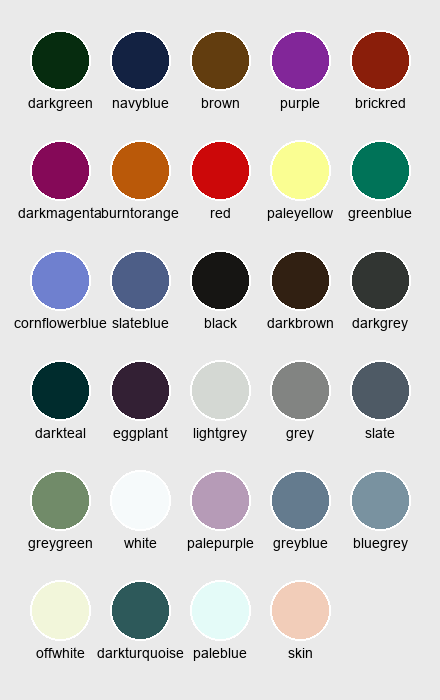 darkgreen navyblue brown purple brickred
darkmagenta burntorange red paleyellow greenblue
cornflowerblue slateblue black darkbrown darkgrey
darkteal eggplant lightgrey grey slate
greygreen white palepurple greyblue bluegrey
offwhite darkturquoise paleblue skin